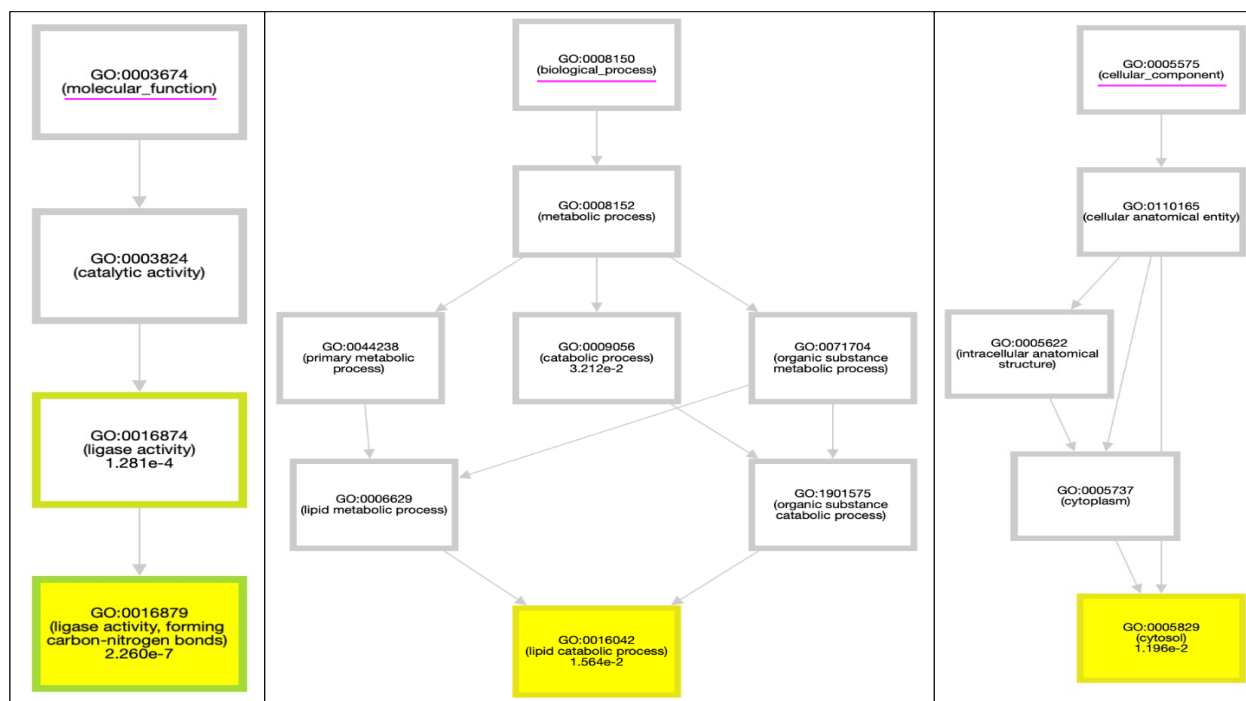 GO:0003674
(molecular_function)
GO:0003824
(catalytic activity)
GO:0016874
(ligase activity)
1.281e-4
GO:0016879
(ligase activity, forming
carbon-nitrogen bonds)
2.260e-7
GO:0008150
(biological_process)
GO:0008152
(metabolic process)
GO:0044238
(primary metabolic
process)
GO:0009056
(catabolic process)
3.212e-2
GO:0071704
(organic substance
metabolic process)
GO:0006629
(lipid metabolic process)
GO:1901575
(organic substance
catabolic process)
GO:0016042
(lipid catabolic process)
1.564e-2
GO:0005575
(cellular_component)
GO:0110165
(cellular anatomical entity)
GO:0005622
(intracellular anatomical
structure)
GO:0005737
(cytoplasm)
GO:0005829
(cytosol)
1.196e-2